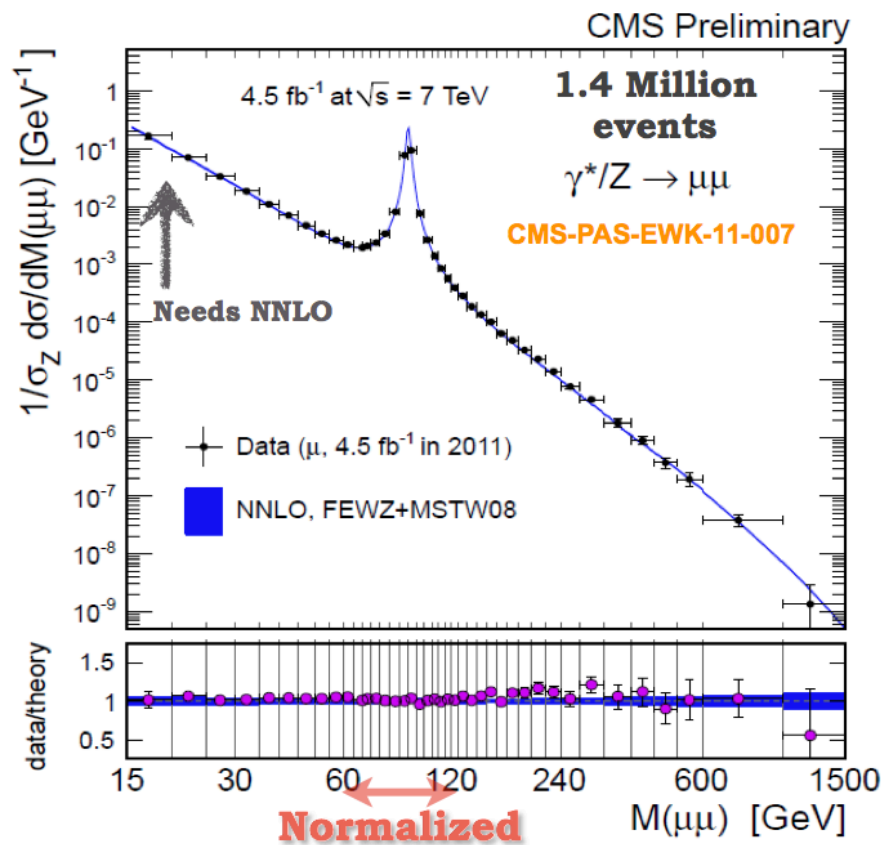 CMS Preliminary
4.5 fb⁻¹ at √s = 7 TeV
1.4 Million
events
γ*/Z → μμ
CMS-PAS-EWK-11-007
Needs NNLO
Data (μ, 4.5 fb⁻¹ in 2011)
NNLO, FEWZ+MSTW08
1/σ_Z dσ/dM(μμ) [GeV⁻¹]
1
10⁻¹
10⁻²
10⁻³
10⁻⁴
10⁻⁵
10⁻⁶
10⁻⁷
10⁻⁸
10⁻⁹
data/theory
1.5
1
0.5
15 30 60 120 240 600 1500
Normalized
M(μμ) [GeV]